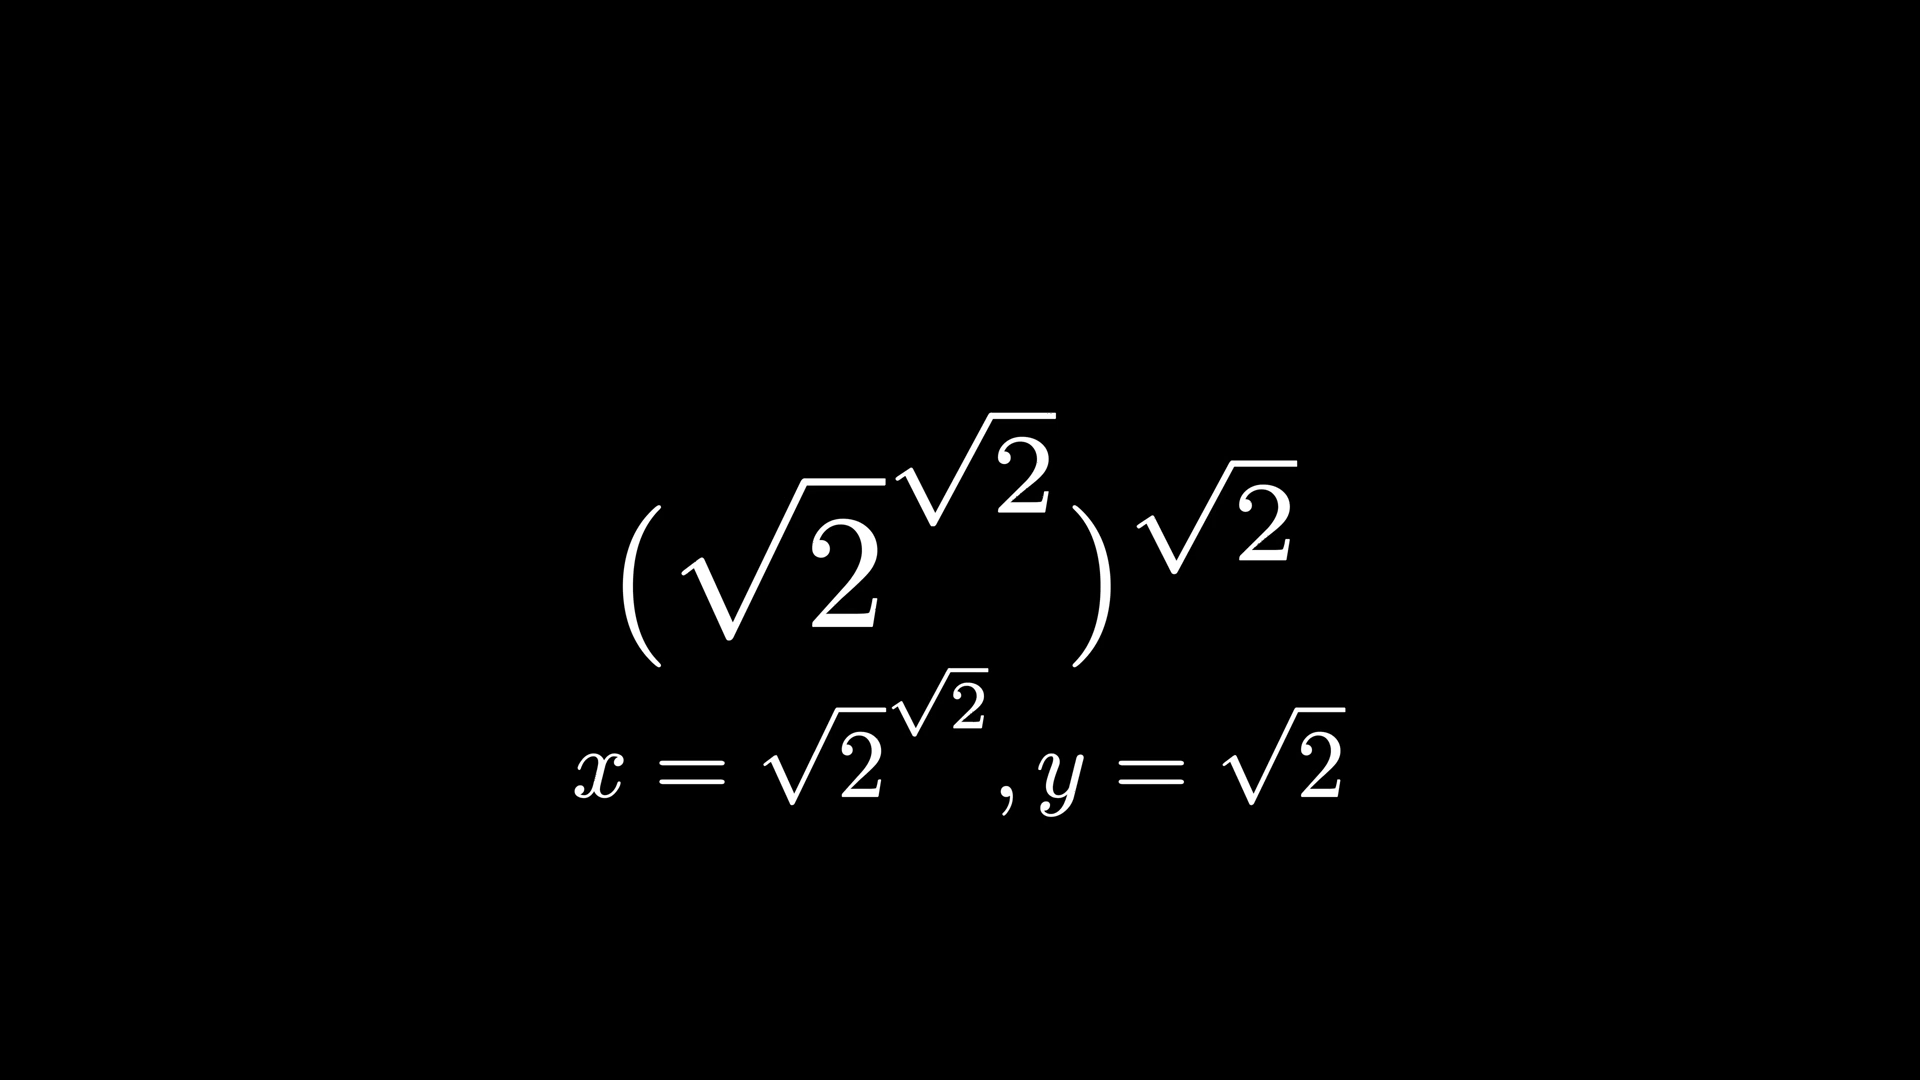 (√2^√2)^√2
x = √2^√2, y = √2